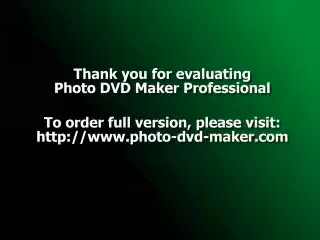 Thank you for evaluating
Photo DVD Maker Professional
To order full version, please visit:
http://www.photo-dvd-maker.com